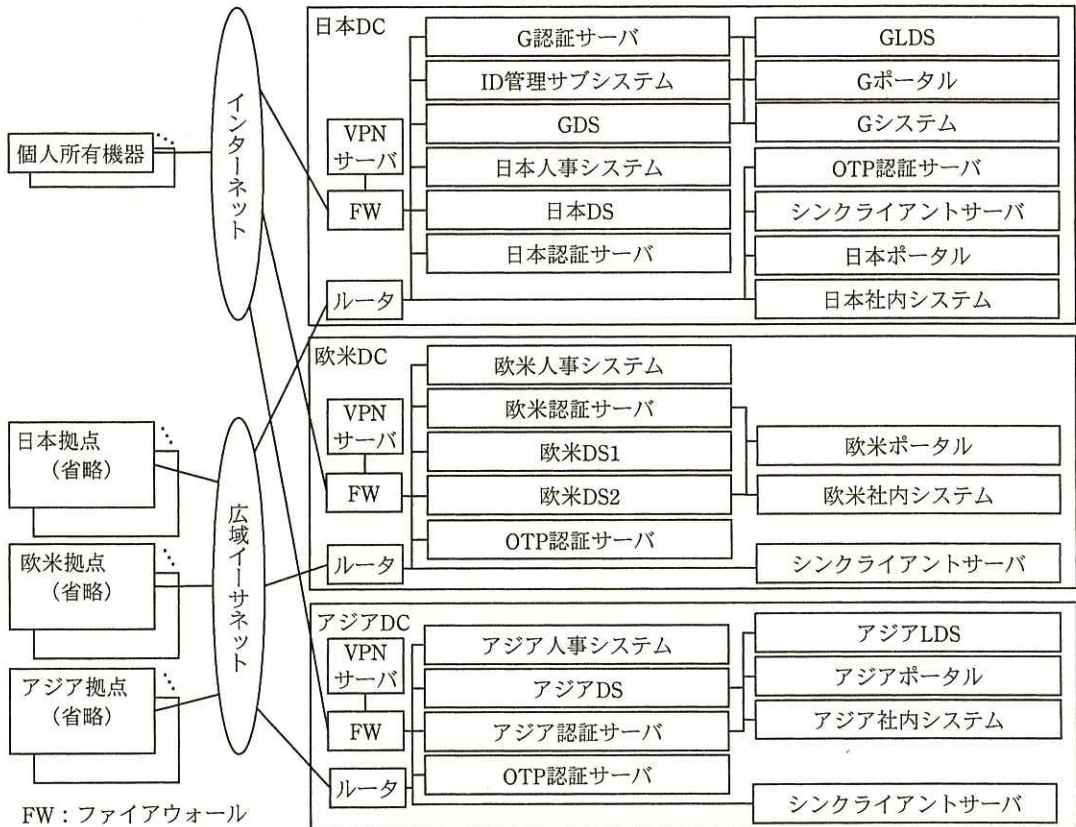 個人所有機器
インターネット
日本拠点
(省略)
欧米拠点
(省略)
アジア拠点
(省略)
広域イーサネット
FW:ファイアウォール
日本DC
VPN
サーバ
FW
ルータ
G認証サーバ
ID管理サブシステム
GDS
日本人事システム
日本DS
日本認証サーバ
GLDS
Gポータル
Gシステム
OTP認証サーバ
シンクライアントサーバ
日本ポータル
日本社内システム
欧米DC
VPN
サーバ
FW
ルータ
欧米人事システム
欧米認証サーバ
欧米DS1
欧米DS2
OTP認証サーバ
欧米ポータル
欧米社内システム
シンクライアントサーバ
アジアDC
VPN
サーバ
FW
ルータ
アジア人事システム
アジアDS
アジア認証サーバ
OTP認証サーバ
アジアLDS
アジアポータル
アジア社内システム
シンクライアントサーバ